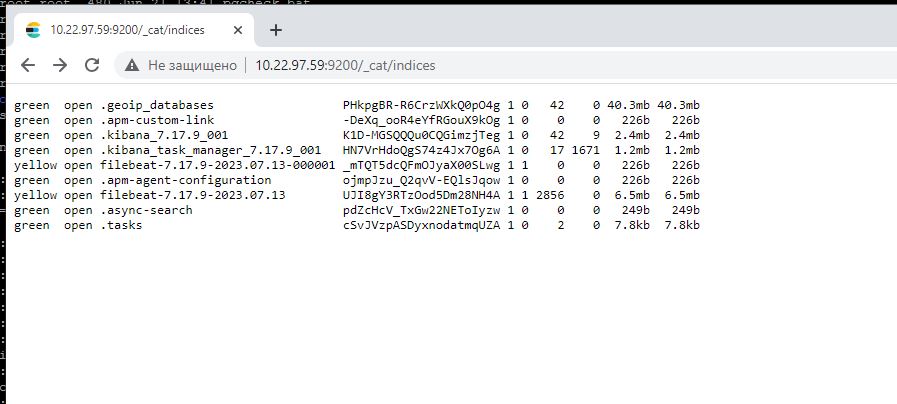 10.22.97.59:9200/_cat/indices
Не защищено 10.22.97.59:9200/_cat/indices
green open .geoip_databases PHkpgBR-R6CrzWXkQ0pO4g 1 0 42 0 40.3mb 40.3mb
green open .apm-custom-link -DeXq_ooR4eYfRGouX9kOg 1 0 0 0 226b 226b
green open .kibana_7.17.9_001 K1D-MGSQQQu0CQGimzjTeg 1 0 42 9 2.4mb 2.4mb
green open .kibana_task_manager_7.17.9_001 HN7VrHdoQgS74z4Jx7Og6A 1 0 17 1671 1.2mb 1.2mb
yellow open filebeat-7.17.9-2023.07.13-000001 _mTQT5dcQFmOJyaX00SLwg 1 1 0 0 226b 226b
green open .apm-agent-configuration ojmpJzu_Q2qvV-EQlsJqow 1 0 0 0 226b 226b
yellow open filebeat-7.17.9-2023.07.13 UJI8gY3RTzOod5Dm28NH4A 1 1 2856 0 6.5mb 6.5mb
green open .async-search pdZcHcV_TxGw22NEToIyzw 1 0 0 0 249b 249b
green open .tasks cSvJVzpASDyxnodatmqUZA 1 0 2 0 7.8kb 7.8kb